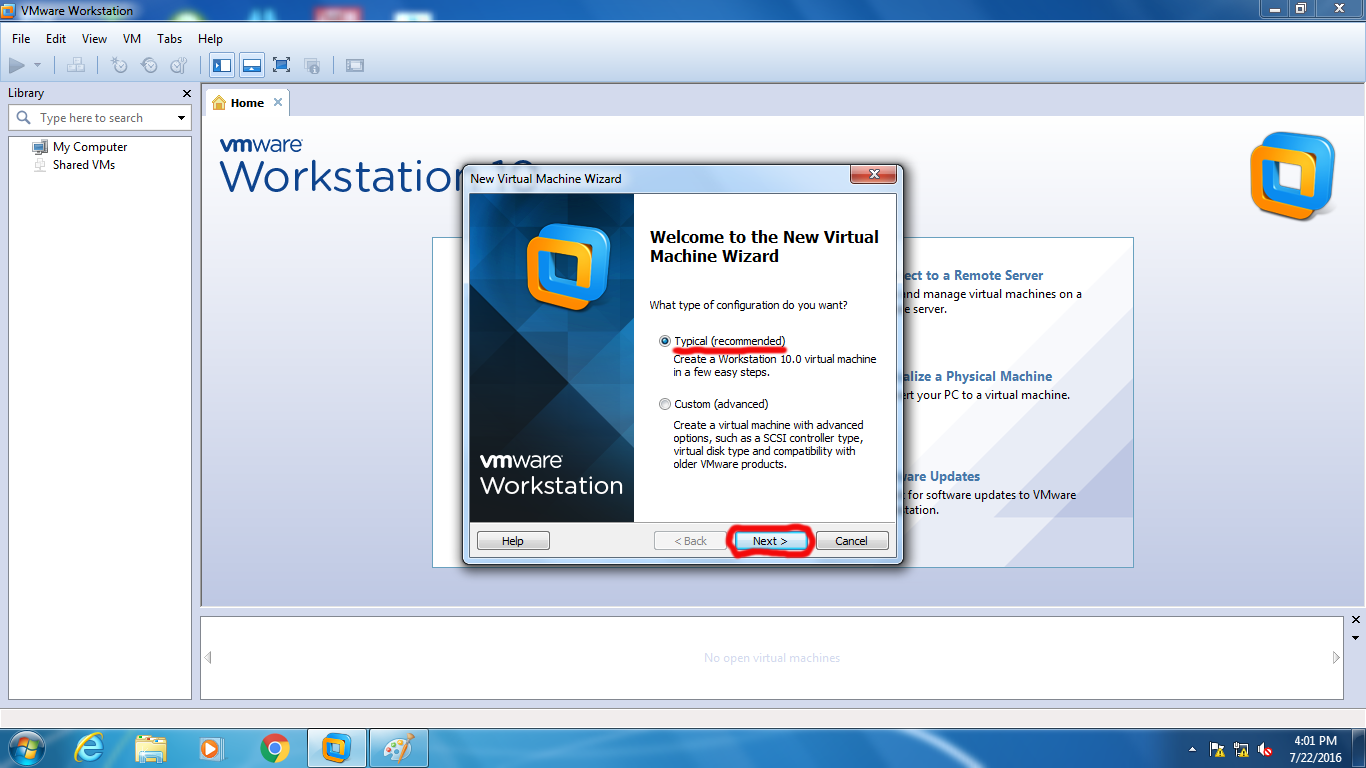 VMware Workstation
File Edit View VM Tabs Help
Library
Type here to search
My Computer
Shared VMs
Home
vmware
Workstation 10
New Virtual Machine Wizard
Welcome to the New Virtual
Machine Wizard
What type of configuration do you want?
Typical (recommended)
Create a Workstation 10.0 virtual machine
in a few easy steps.
Custom (advanced)
Create a virtual machine with advanced
options, such as a SCSI controller type,
virtual disk type and compatibility with
older VMware products.
vmware
Workstation
Help
< Back
Next >
Cancel
ect to a Remote Server
and manage virtual machines on a
e server.
alize a Physical Machine
ert your PC to a virtual machine.
ware Updates
for software updates to VMware
station.
No open virtual machines
4:01 PM
7/22/2016